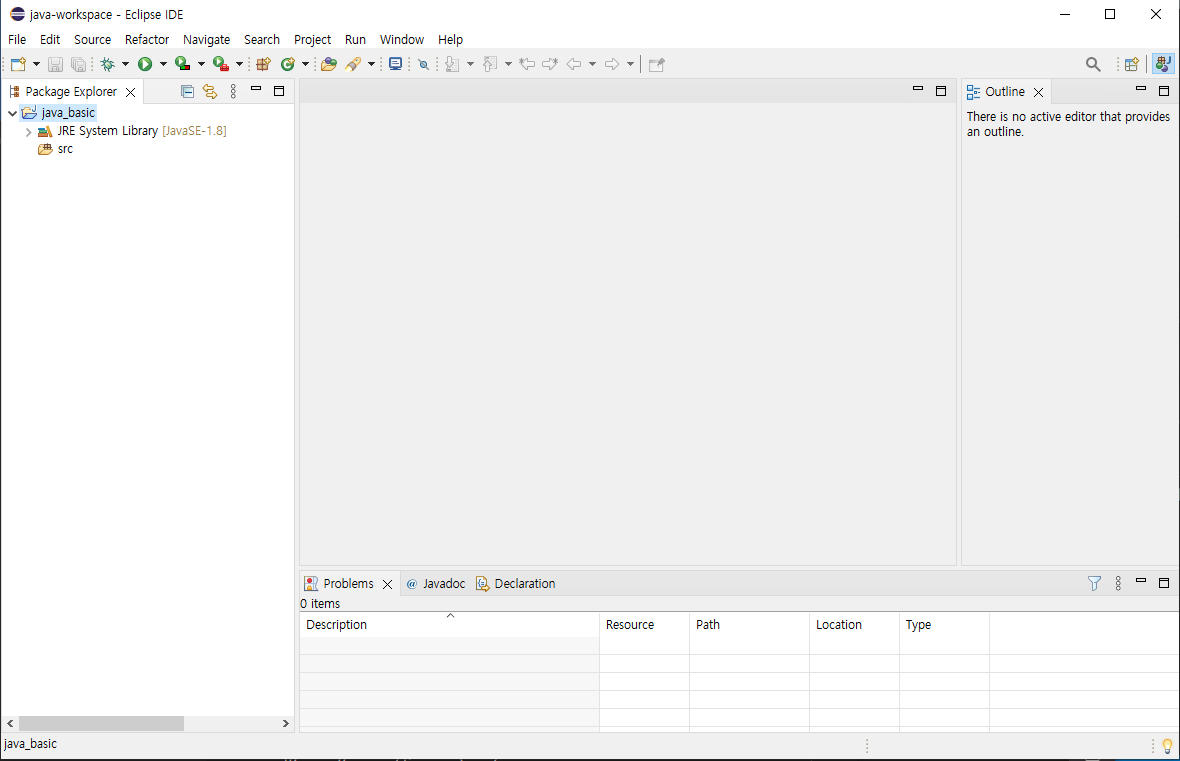 java-workspace - Eclipse IDE
File Edit Source Refactor Navigate Search Project Run Window Help
Package Explorer
java_basic
JRE System Library [JavaSE-1.8]
src
Outline
There is no active editor that provides
an outline.
Problems @ Javadoc Declaration
0 items
Description Resource Path Location Type
java_basic